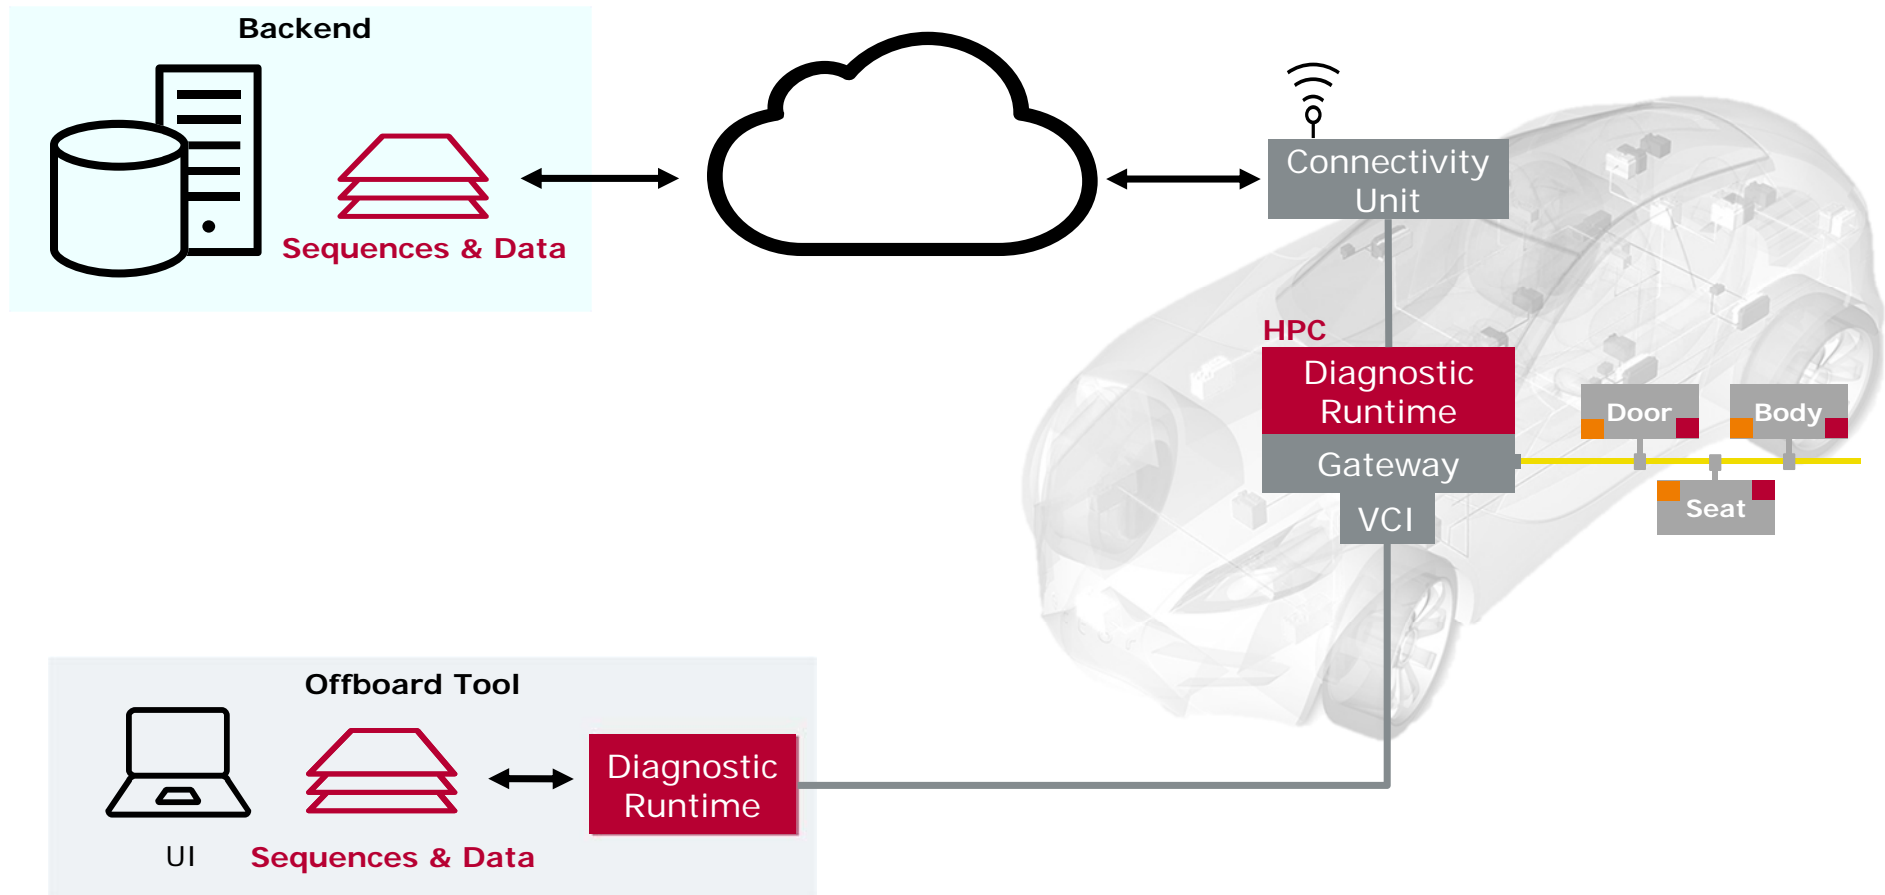 Backend
Sequences & Data
Connectivity
Unit
HPC
Diagnostic
Runtime
Gateway
VCI
Door
Body
Seat
Offboard Tool
UI
Sequences & Data
Diagnostic
Runtime